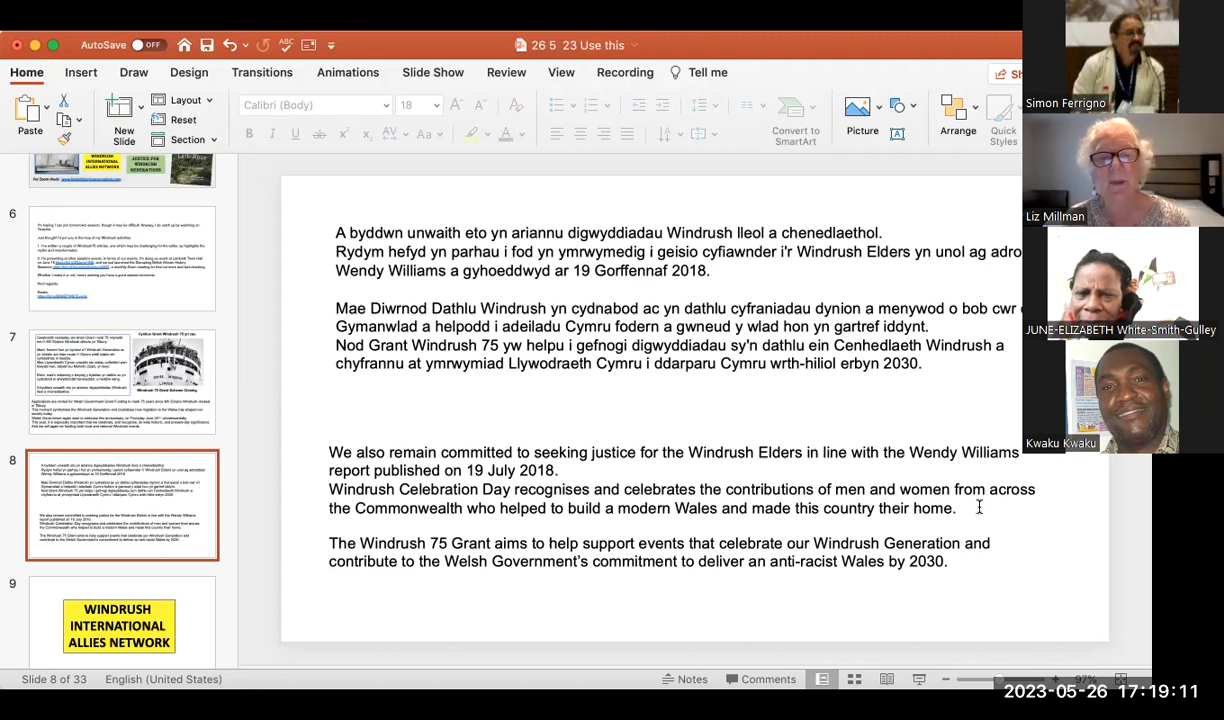 AutoSave OFF
26 5 23 Use this
Home Insert Draw Design Transitions Animations Slide Show Review View Recording Tell me
Paste
New
Slide
Layout
Reset
Section
Calibri (Body) 18
Convert to
SmartArt
Picture
Arrange
Quick
Styles
Simon Ferrigno
Liz Millman
JUNE-ELIZABETH White-Smith-Gulley
Kwaku Kwaku
WINDRUSH
INTERNATIONAL
ALLIES NETWORK
JUSTICE FOR
WINDRUSH
GENERATIONS
6
7
8
9
WINDRUSH
INTERNATIONAL
ALLIES NETWORK
A byddwn unwaith eto yn ariannu digwyddiadau Windrush lleol a chenedlaethol.
Rydym hefyd yn parhau i fod yn ymrwymedig i geisio cyfiawnder i'r Windrush Elders yn unol ag adro
Wendy Williams a gyhoeddwyd ar 19 Gorffennaf 2018.
Mae Diwrnod Dathlu Windrush yn cydnabod ac yn dathlu cyfraniadau dynion a menywod o bob cwr
Gymanwlad a helpodd i adeiladu Cymru fodern a gwneud y wlad hon yn gartref iddynt.
Nod Grant Windrush 75 yw helpu i gefnogi digwyddiadau sy'n dathlu ein Cenhedlaeth Windrush a
chyfrannu at ymrwymiad Llywodraeth Cymru i ddarparu Cymru wrth-hiliol erbyn 2030.
We also remain committed to seeking justice for the Windrush Elders in line with the Wendy Williams
report published on 19 July 2018.
Windrush Celebration Day recognises and celebrates the contributions of men and women from across
the Commonwealth who helped to build a modern Wales and made this country their home.
The Windrush 75 Grant aims to help support events that celebrate our Windrush Generation and
contribute to the Welsh Government’s commitment to deliver an anti-racist Wales by 2030.
Slide 8 of 33 English (United States)
Notes Comments 97%
2023-05-26 17:19:11